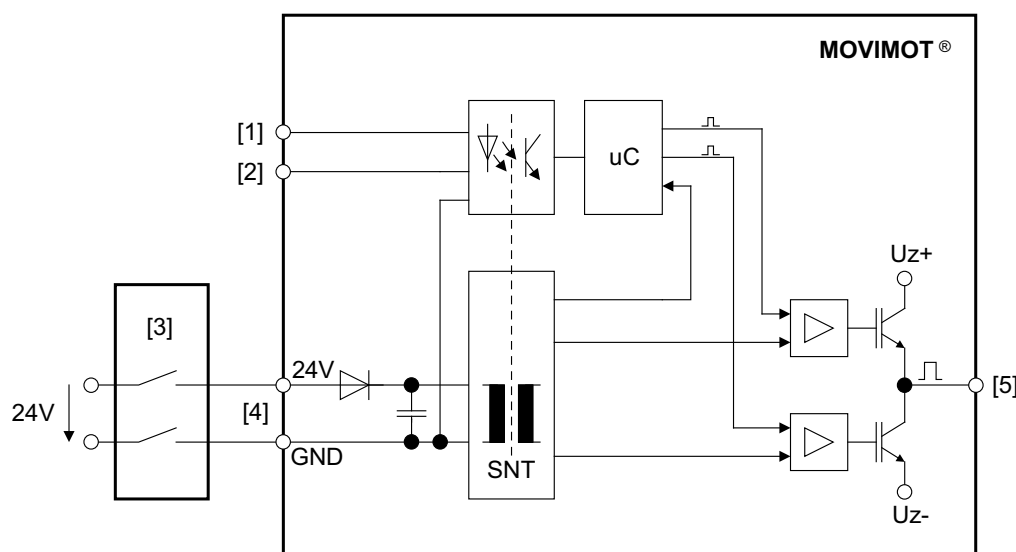 MOVIMOT ®
[1]
[2]
uC
Uz+
[3]
24V
24V
[4]
[5]
GND
SNT
Uz-